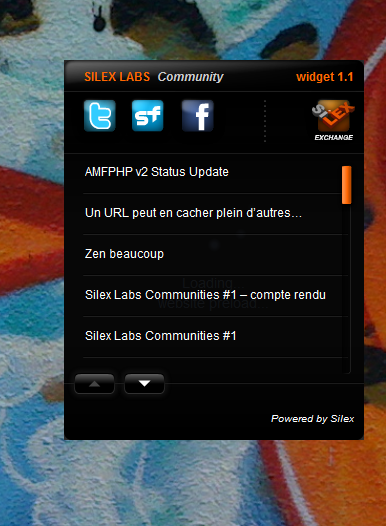 SILEX LABS Community widget 1.1
SILEX
EXCHANGE
AMFPHP v2 Status Update
Un URL peut en cacher plein d'autres…
Zen beaucoup
Silex Labs Communities #1 – compte rendu
Silex Labs Communities #1
Powered by Silex